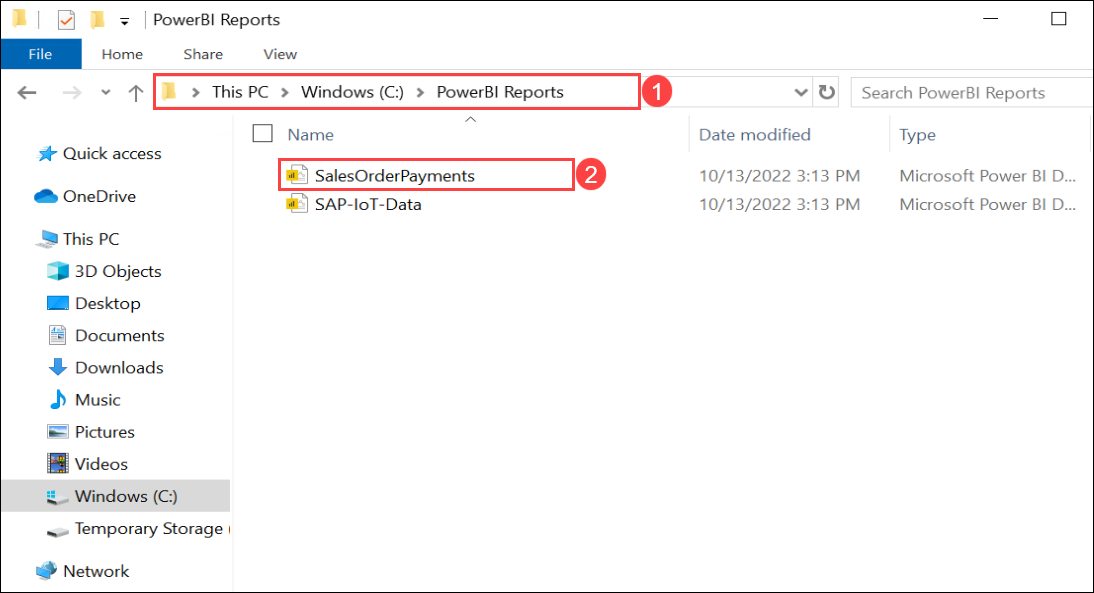 PowerBI Reports
File Home Share View
This PC Windows (C:) PowerBI Reports 1 Search PowerBI Reports
Name Date modified Type
Quick access
SalesOrderPayments 2 10/13/2022 3:13 PM Microsoft Power BI D...
OneDrive
SAP-IoT-Data 10/13/2022 3:13 PM Microsoft Power BI D...
This PC
3D Objects
Desktop
Documents
Downloads
Music
Pictures
Videos
Windows (C:)
Temporary Storage (
Network